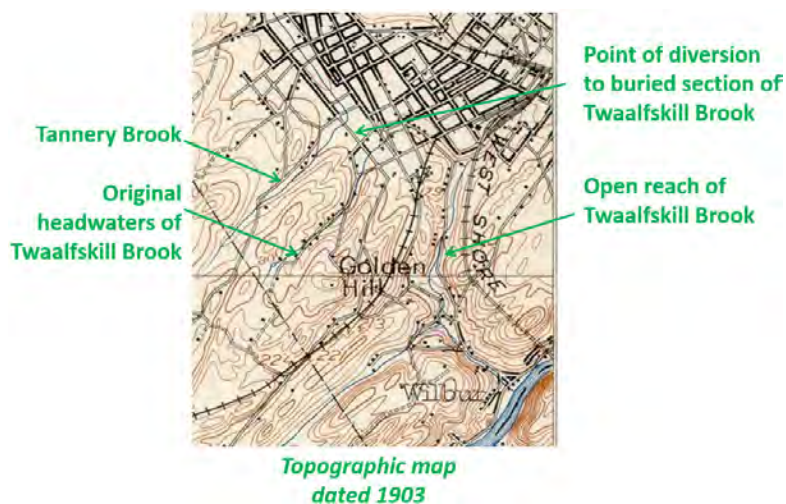 Point of diversion
to buried section of
Twaalfskill Brook
Tannery Brook
Original
headwaters of
Twaalfskill Brook
Open reach of
Twaalfskill Brook
WEST SHORE
Golden
Hill
Wilbur
Topographic map
dated 1903